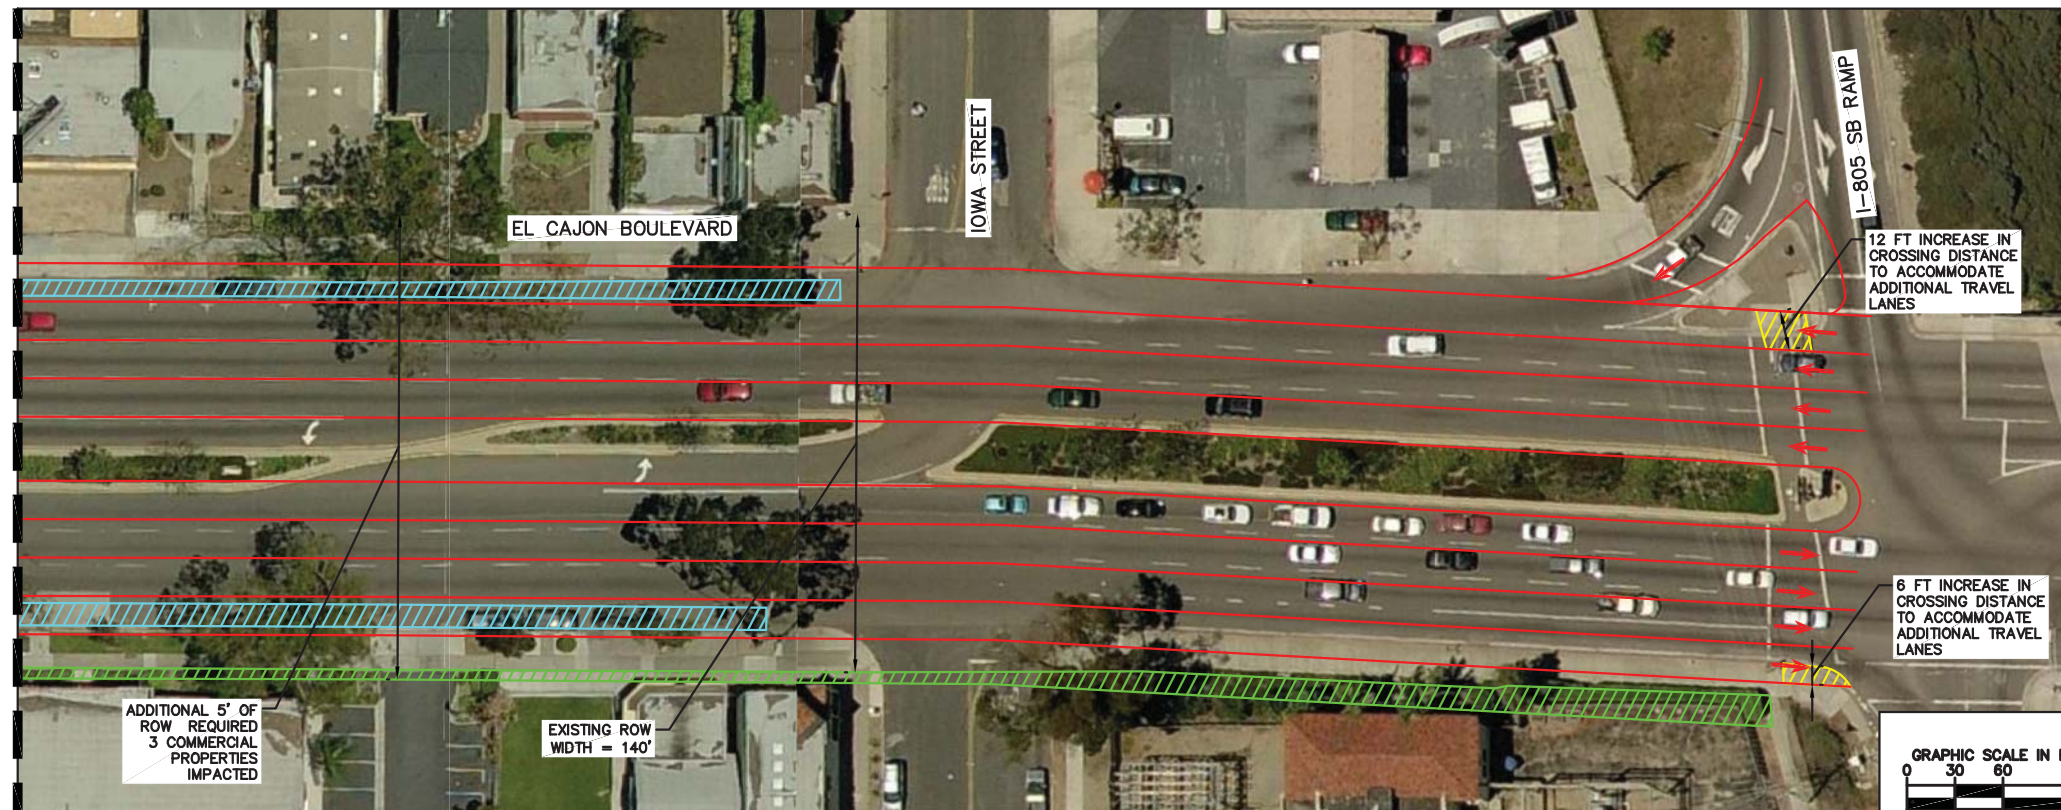 EL CAJON BOULEVARD
IOWA STREET
I-805 SB RAMP
12 FT INCREASE IN
CROSSING DISTANCE
TO ACCOMMODATE
ADDITIONAL TRAVEL
LANES
6 FT INCREASE IN
CROSSING DISTANCE
TO ACCOMMODATE
ADDITIONAL TRAVEL
LANES
ADDITIONAL 5' OF
ROW REQUIRED
3 COMMERCIAL
PROPERTIES
IMPACTED
EXISTING ROW
WIDTH = 140'
GRAPHIC SCALE IN
0 30 60